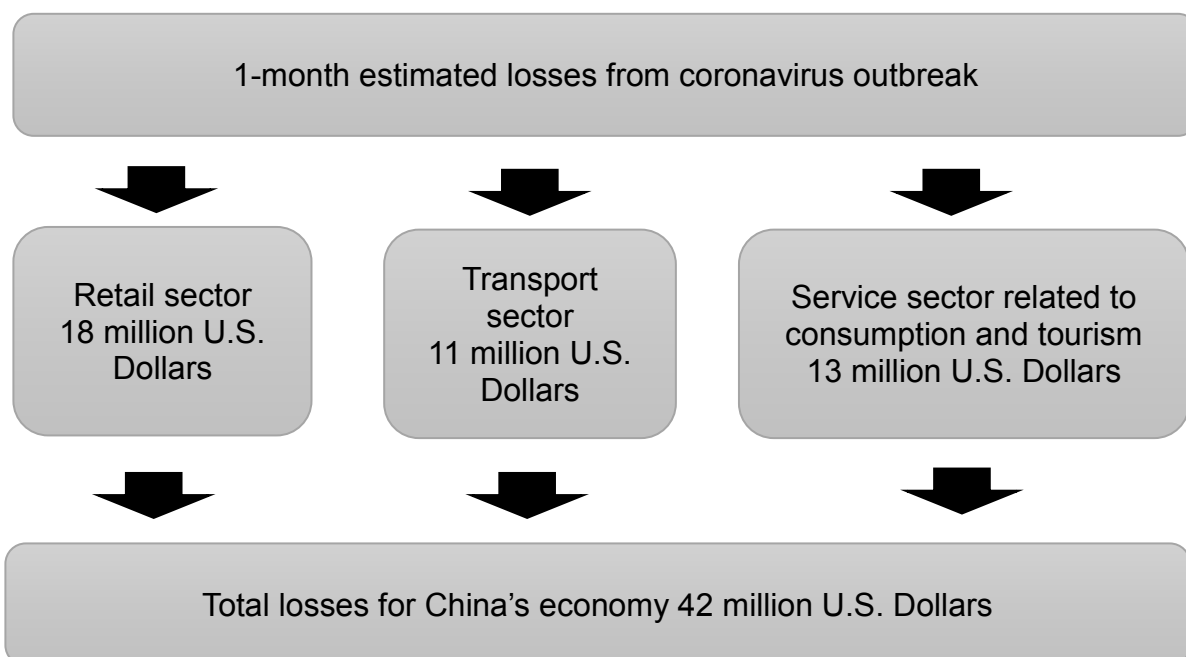 1-month estimated losses from coronavirus outbreak
Retail sector
18 million U.S.
Dollars
Transport
sector
11 million U.S.
Dollars
Service sector related to
consumption and tourism
13 million U.S. Dollars
Total losses for China’s economy 42 million U.S. Dollars